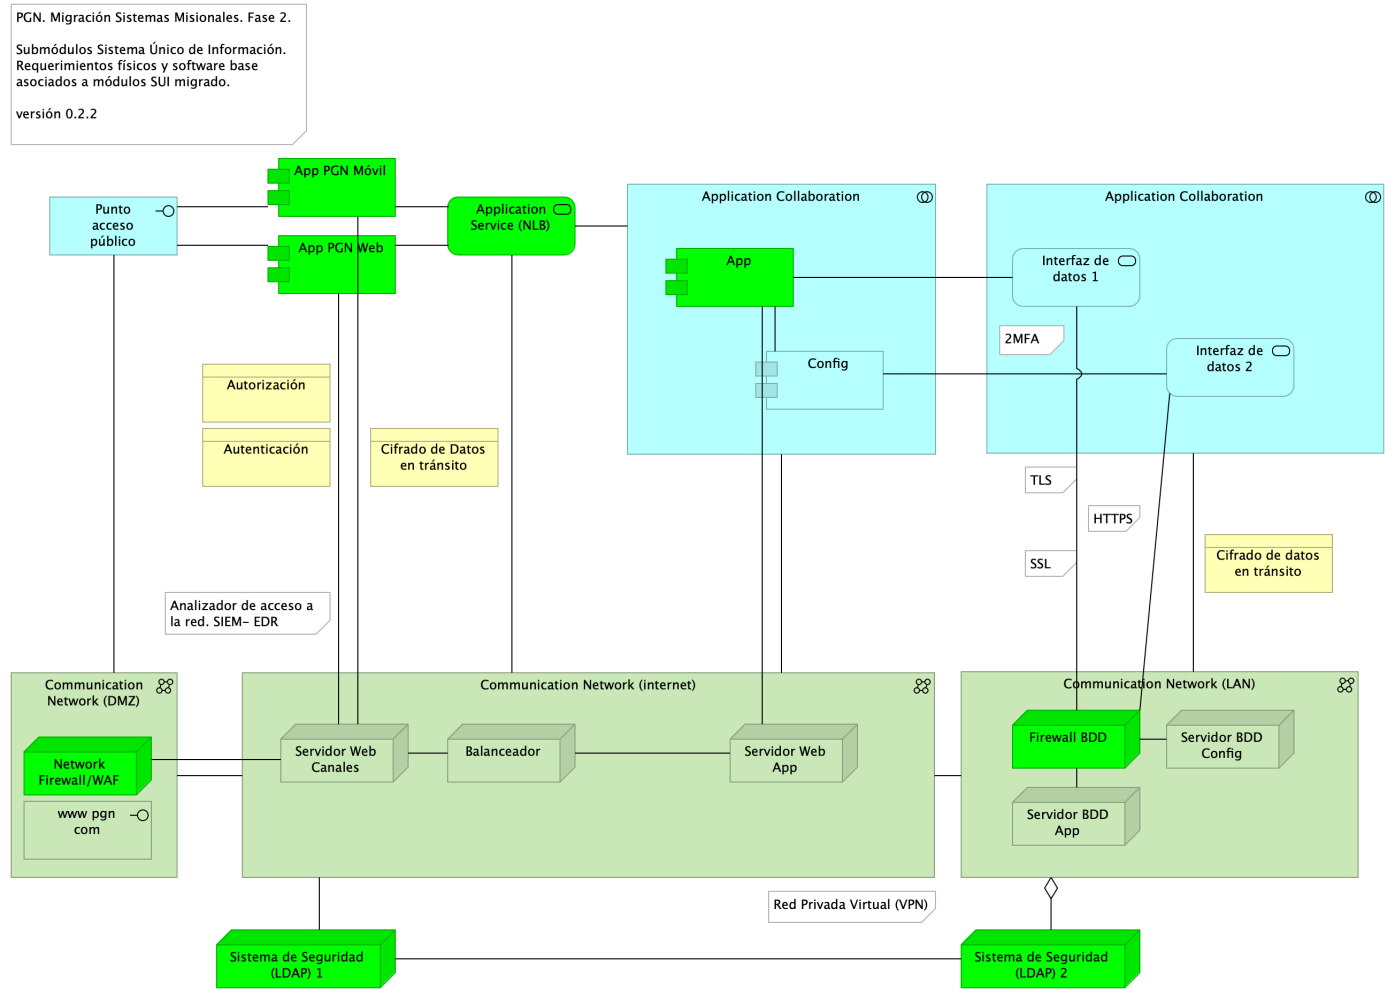 PGN. Migración Sistemas Misionales. Fase 2.
Submódulos Sistema Único de Información.
Requerimientos físicos y software base
asociados a módulos SUI migrado.
versión 0.2.2
Punto
acceso
público
App PGN Móvil
App PGN Web
Application
Service (NLB)
Application Collaboration
App
Config
Application Collaboration
Interfaz de
datos 1
2MFA
Interfaz de
datos 2
Autorización
Autenticación
Cifrado de Datos
en tránsito
TLS
HTTPS
SSL
Cifrado de datos
en tránsito
Analizador de acceso a
la red. SIEM- EDR
Communication
Network (DMZ)
Network
Firewall/WAF
www pgn
com
Communication Network (internet)
Servidor Web
Canales
Balanceador
Servidor Web
App
Communication Network (LAN)
Firewall BDD
Servidor BDD
Config
Servidor BDD
App
Red Privada Virtual (VPN)
Sistema de Seguridad
(LDAP) 1
Sistema de Seguridad
(LDAP) 2